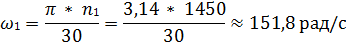 ω₁ = π * n₁ / 30 = 3,14 * 1450 / 30 ≈ 151,8 рад/с